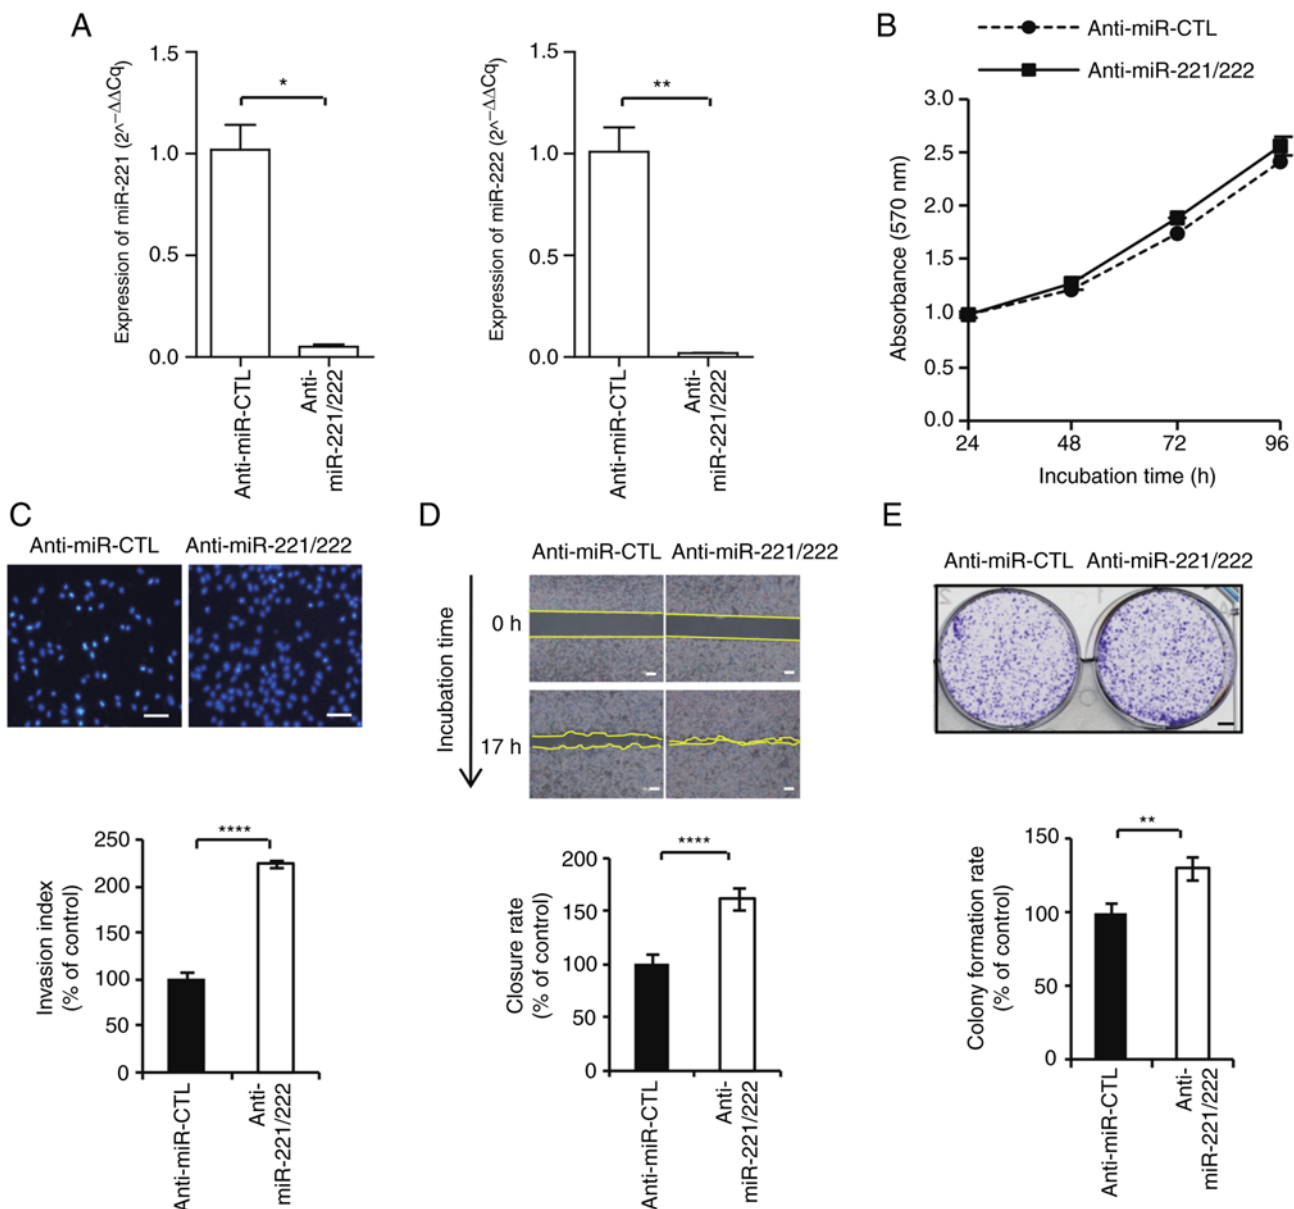 A
Expression of miR-221 (2^−ΔΔCq)
1.5
1.0
0.5
0.0
*
Anti-miR-CTL
Anti-
miR-221/222
Expression of miR-222 (2^−ΔΔCq)
1.5
1.0
0.5
0.0
**
Anti-miR-CTL
Anti-
miR-221/222
B
Anti-miR-CTL
Anti-miR-221/222
Absorbance (570 nm)
3.0
2.5
2.0
1.5
1.0
0.5
0.0
24 48 72 96
Incubation time (h)
C
Anti-miR-CTL Anti-miR-221/222
Invasion index
(% of control)
250
200
150
100
50
0
****
Anti-miR-CTL
Anti-
miR-221/222
D
Anti-miR-CTL Anti-miR-221/222
Incubation time
0 h
17 h
Closure rate
(% of control)
200
150
100
50
0
****
Anti-miR-CTL
Anti-
miR-221/222
E
Anti-miR-CTL Anti-miR-221/222
Colony formation rate
(% of control)
150
100
50
0
**
Anti-miR-CTL
Anti-
miR-221/222